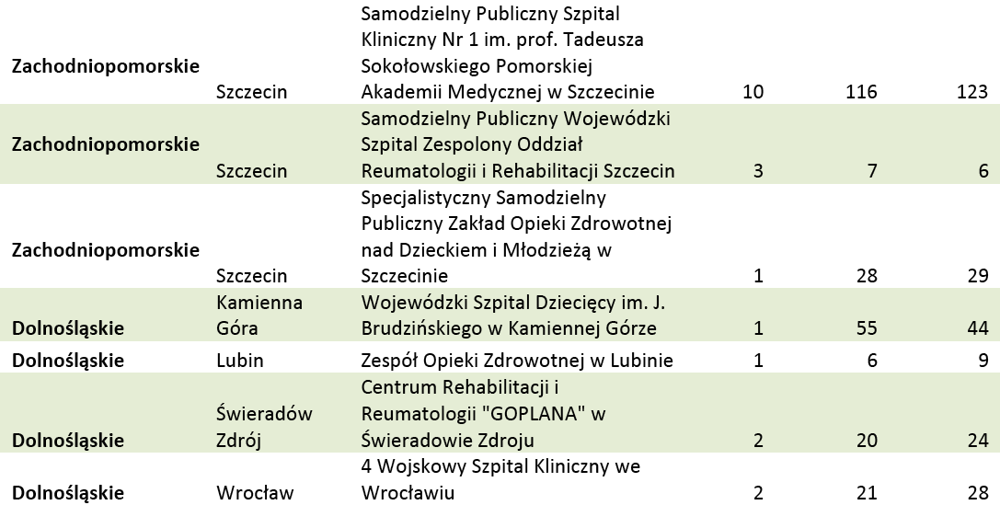 Samodzielny Publiczny Szpital
Kliniczny Nr 1 im. prof. Tadeusza
Zachodniopomorskie Sokołowskiego Pomorskiej
Szczecin Akademii Medycznej w Szczecinie 10 116 123
Samodzielny Publiczny Wojewódzki
Zachodniopomorskie Szpital Zespolony Oddział
Szczecin Reumatologii i Rehabilitacji Szczecin 3 7 6
Specjalistyczny Samodzielny
Publiczny Zakład Opieki Zdrowotnej
Zachodniopomorskie nad Dzieckiem i Młodzieżą w
Szczecin Szczecinie 1 28 29
Kamienna Wojewódzki Szpital Dziecięcy im. J.
Dolnośląskie Góra Brudzińskiego w Kamiennej Górze 1 55 44
Dolnośląskie Lubin Zespół Opieki Zdrowotnej w Lubinie 1 6 9
Centrum Rehabilitacji i
Świeradów Reumatologii "GOPLANA" w
Dolnośląskie Zdrój Świeradowie Zdroju 2 20 24
4 Wojskowy Szpital Kliniczny we
Dolnośląskie Wrocław Wrocławiu 2 21 28